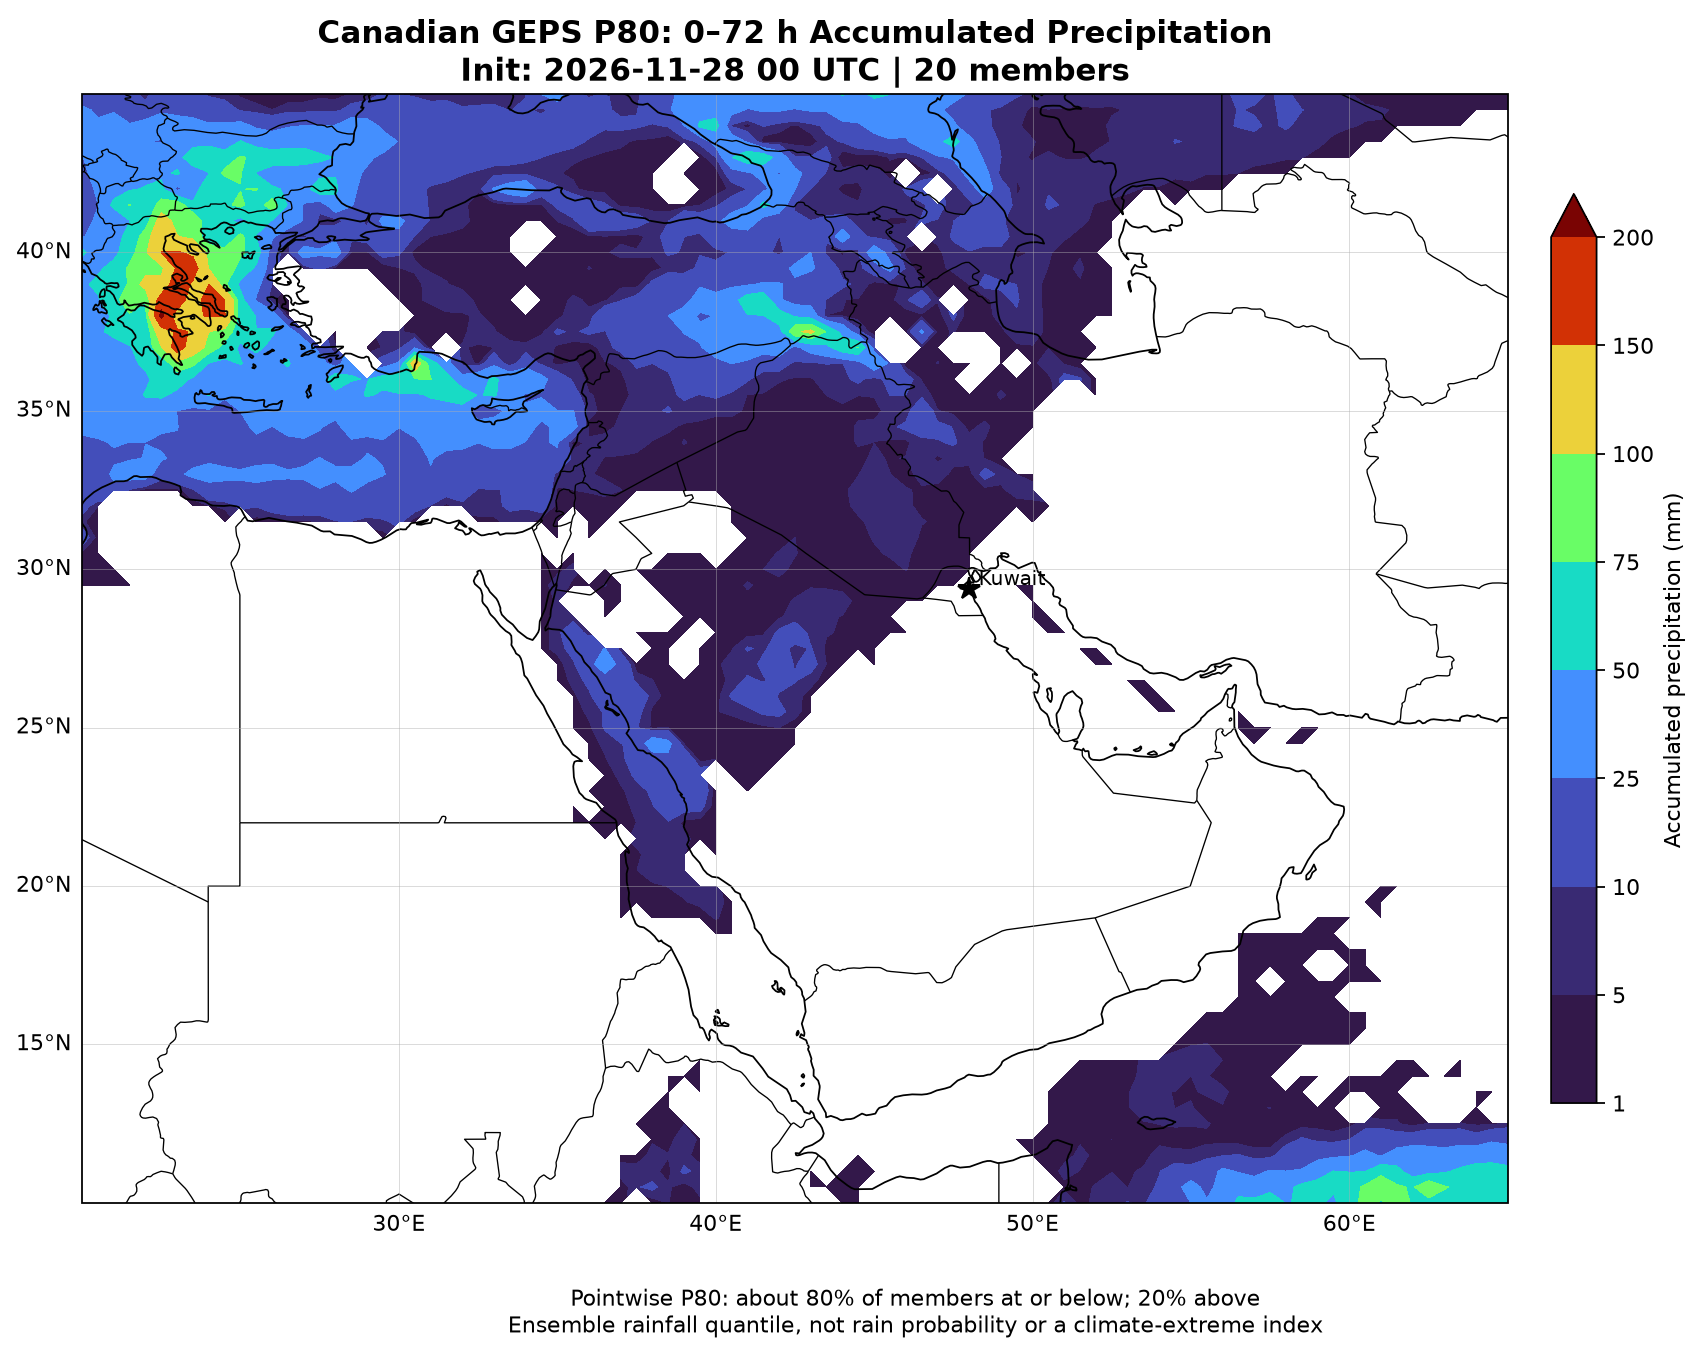 Canadian GEPS P80: 0–72 h Accumulated Precipitation
Init: 2026-11-28 00 UTC | 20 members
40°N
35°N
30°N
25°N
20°N
15°N
30°E
40°E
50°E
60°E
Kuwait
200
150
100
75
50
25
10
5
1
Accumulated precipitation (mm)
Pointwise P80: about 80% of members at or below; 20% above
Ensemble rainfall quantile, not rain probability or a climate-extreme index